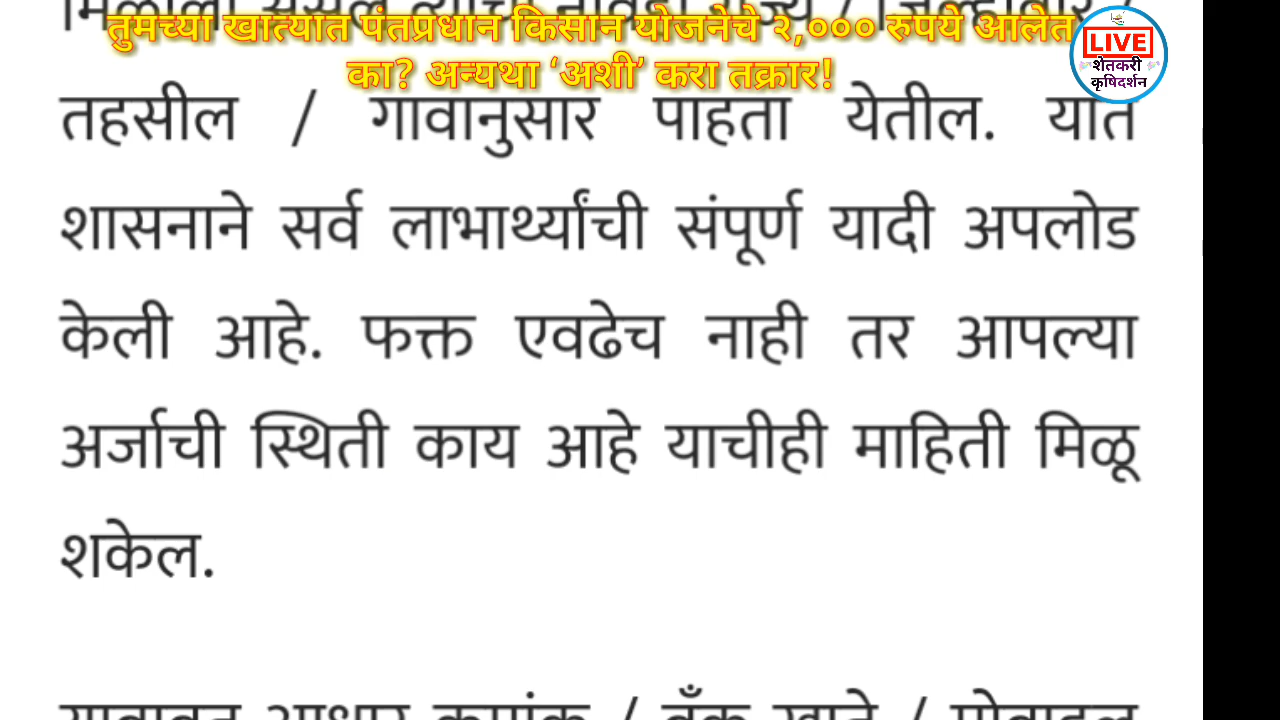 तुमच्या खात्यात पंतप्रधान किसान योजनेचे २,००० रुपये आलेत
का? अन्यथा ‘अशी’ करा तक्रार!
LIVE
शेतकरी
कृषिदर्शन
तहसील / गावानुसार पाहता येतील. यात
शासनाने सर्व लाभार्थ्यांची संपूर्ण यादी अपलोड
केली आहे. फक्त एवढेच नाही तर आपल्या
अर्जाची स्थिती काय आहे याचीही माहिती मिळू
शकेल.